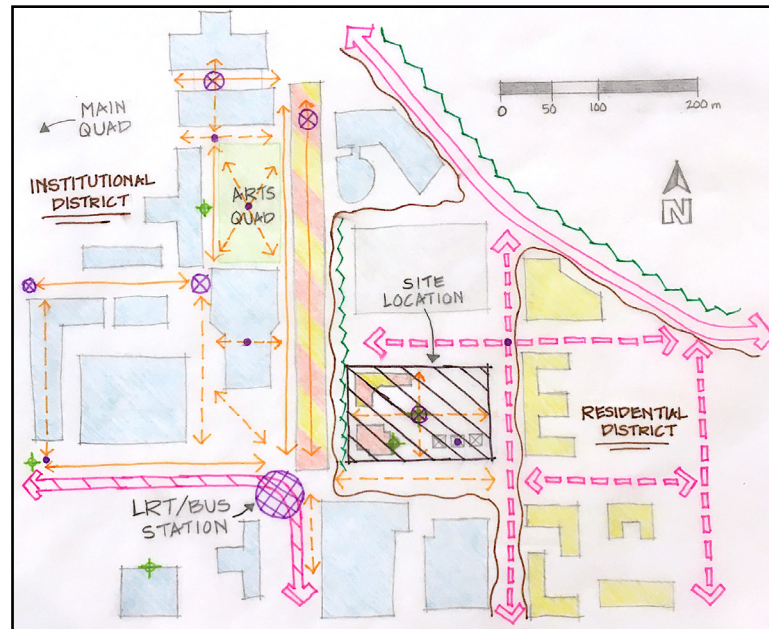 MAIN
QUAD
INSTITUTIONAL
DISTRICT
ARTS
QUAD
0 50 100 200 m
N
SITE
LOCATION
RESIDENTIAL
DISTRICT
LRT/BUS
STATION